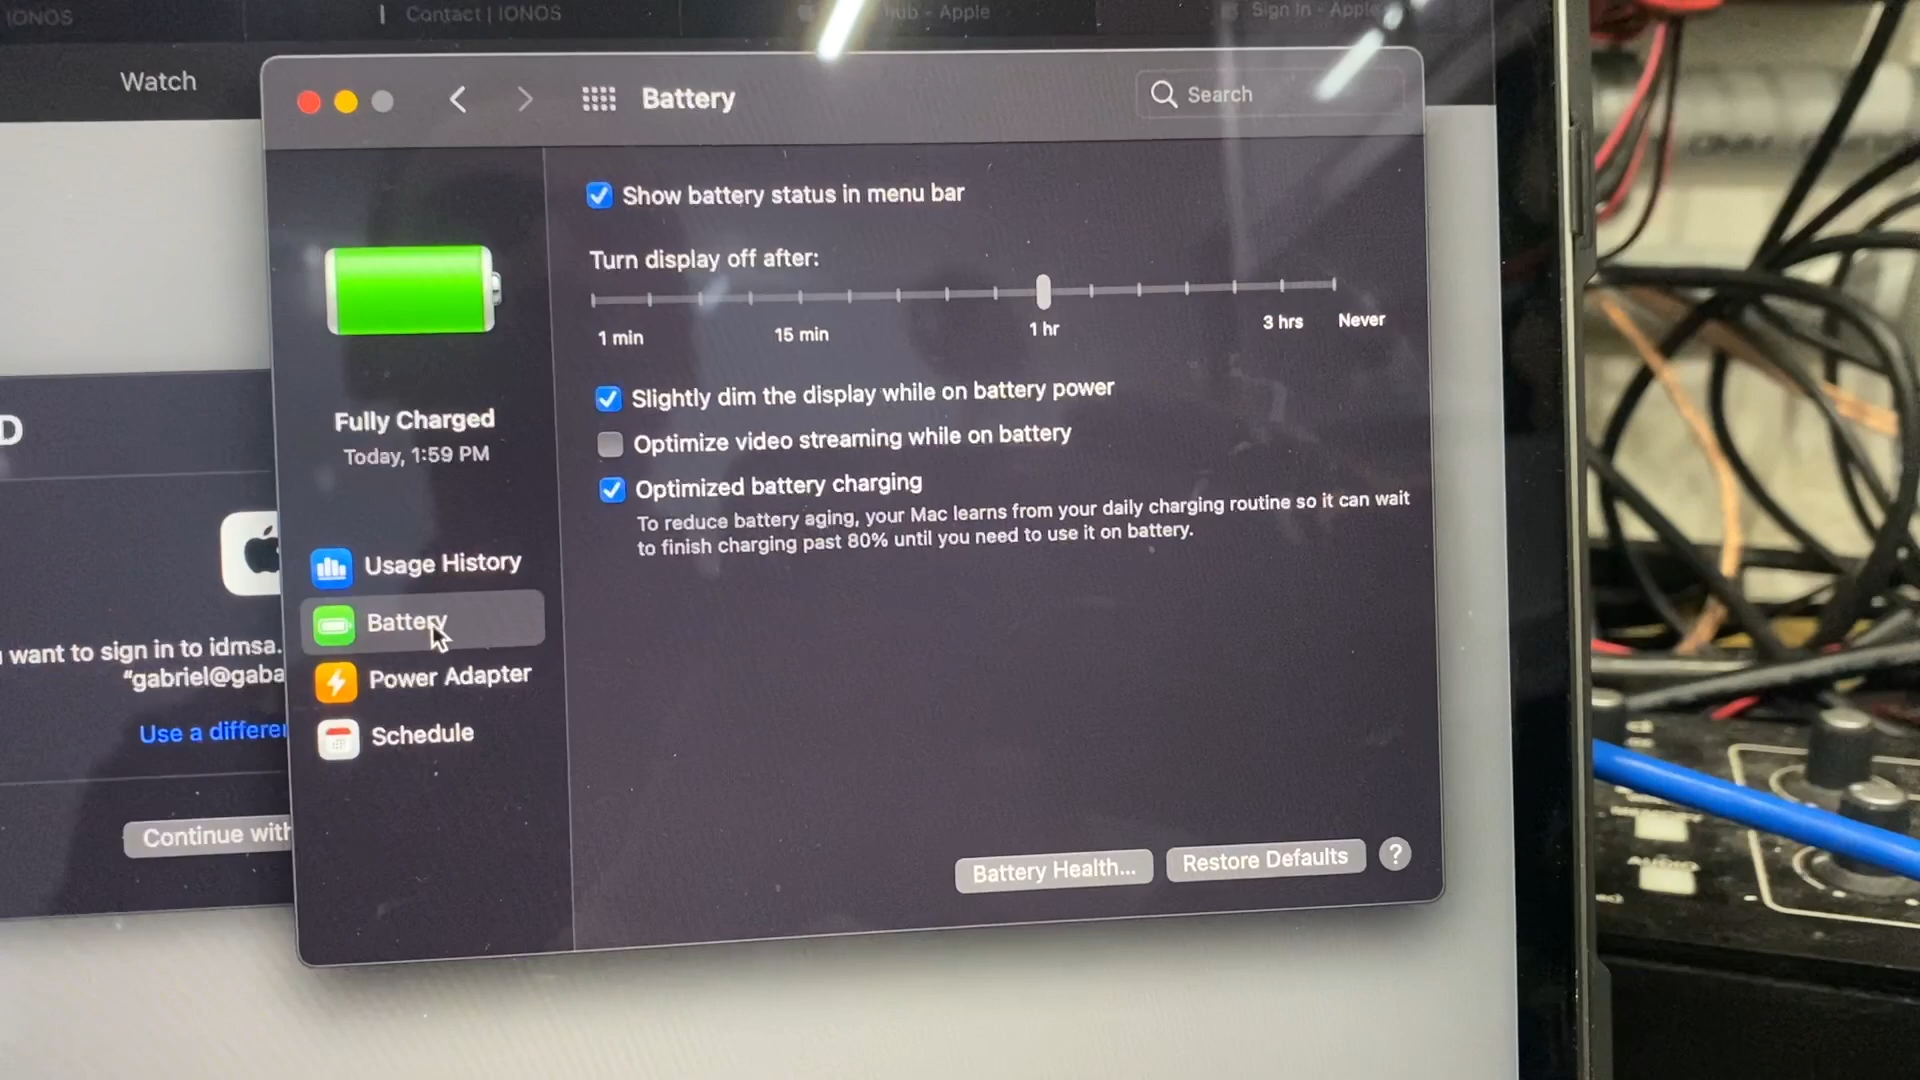 IONOS
Contact | IONOS
hub - Apple
Sign In - Apple
Watch
Battery
Search
Show battery status in menu bar
Turn display off after:
1 min
15 min
1 hr
3 hrs
Never
Fully Charged
Today, 1:59 PM
Slightly dim the display while on battery power
Optimize video streaming while on battery
Optimized battery charging
To reduce battery aging, your Mac learns from your daily charging routine so it can wait
to finish charging past 80% until you need to use it on battery.
Usage History
Battery
Power Adapter
Schedule
D
want to sign in to idmsa.
"gabriel@gaba
Use a differe
Continue with
Battery Health...
Restore Defaults
?
AUDIO